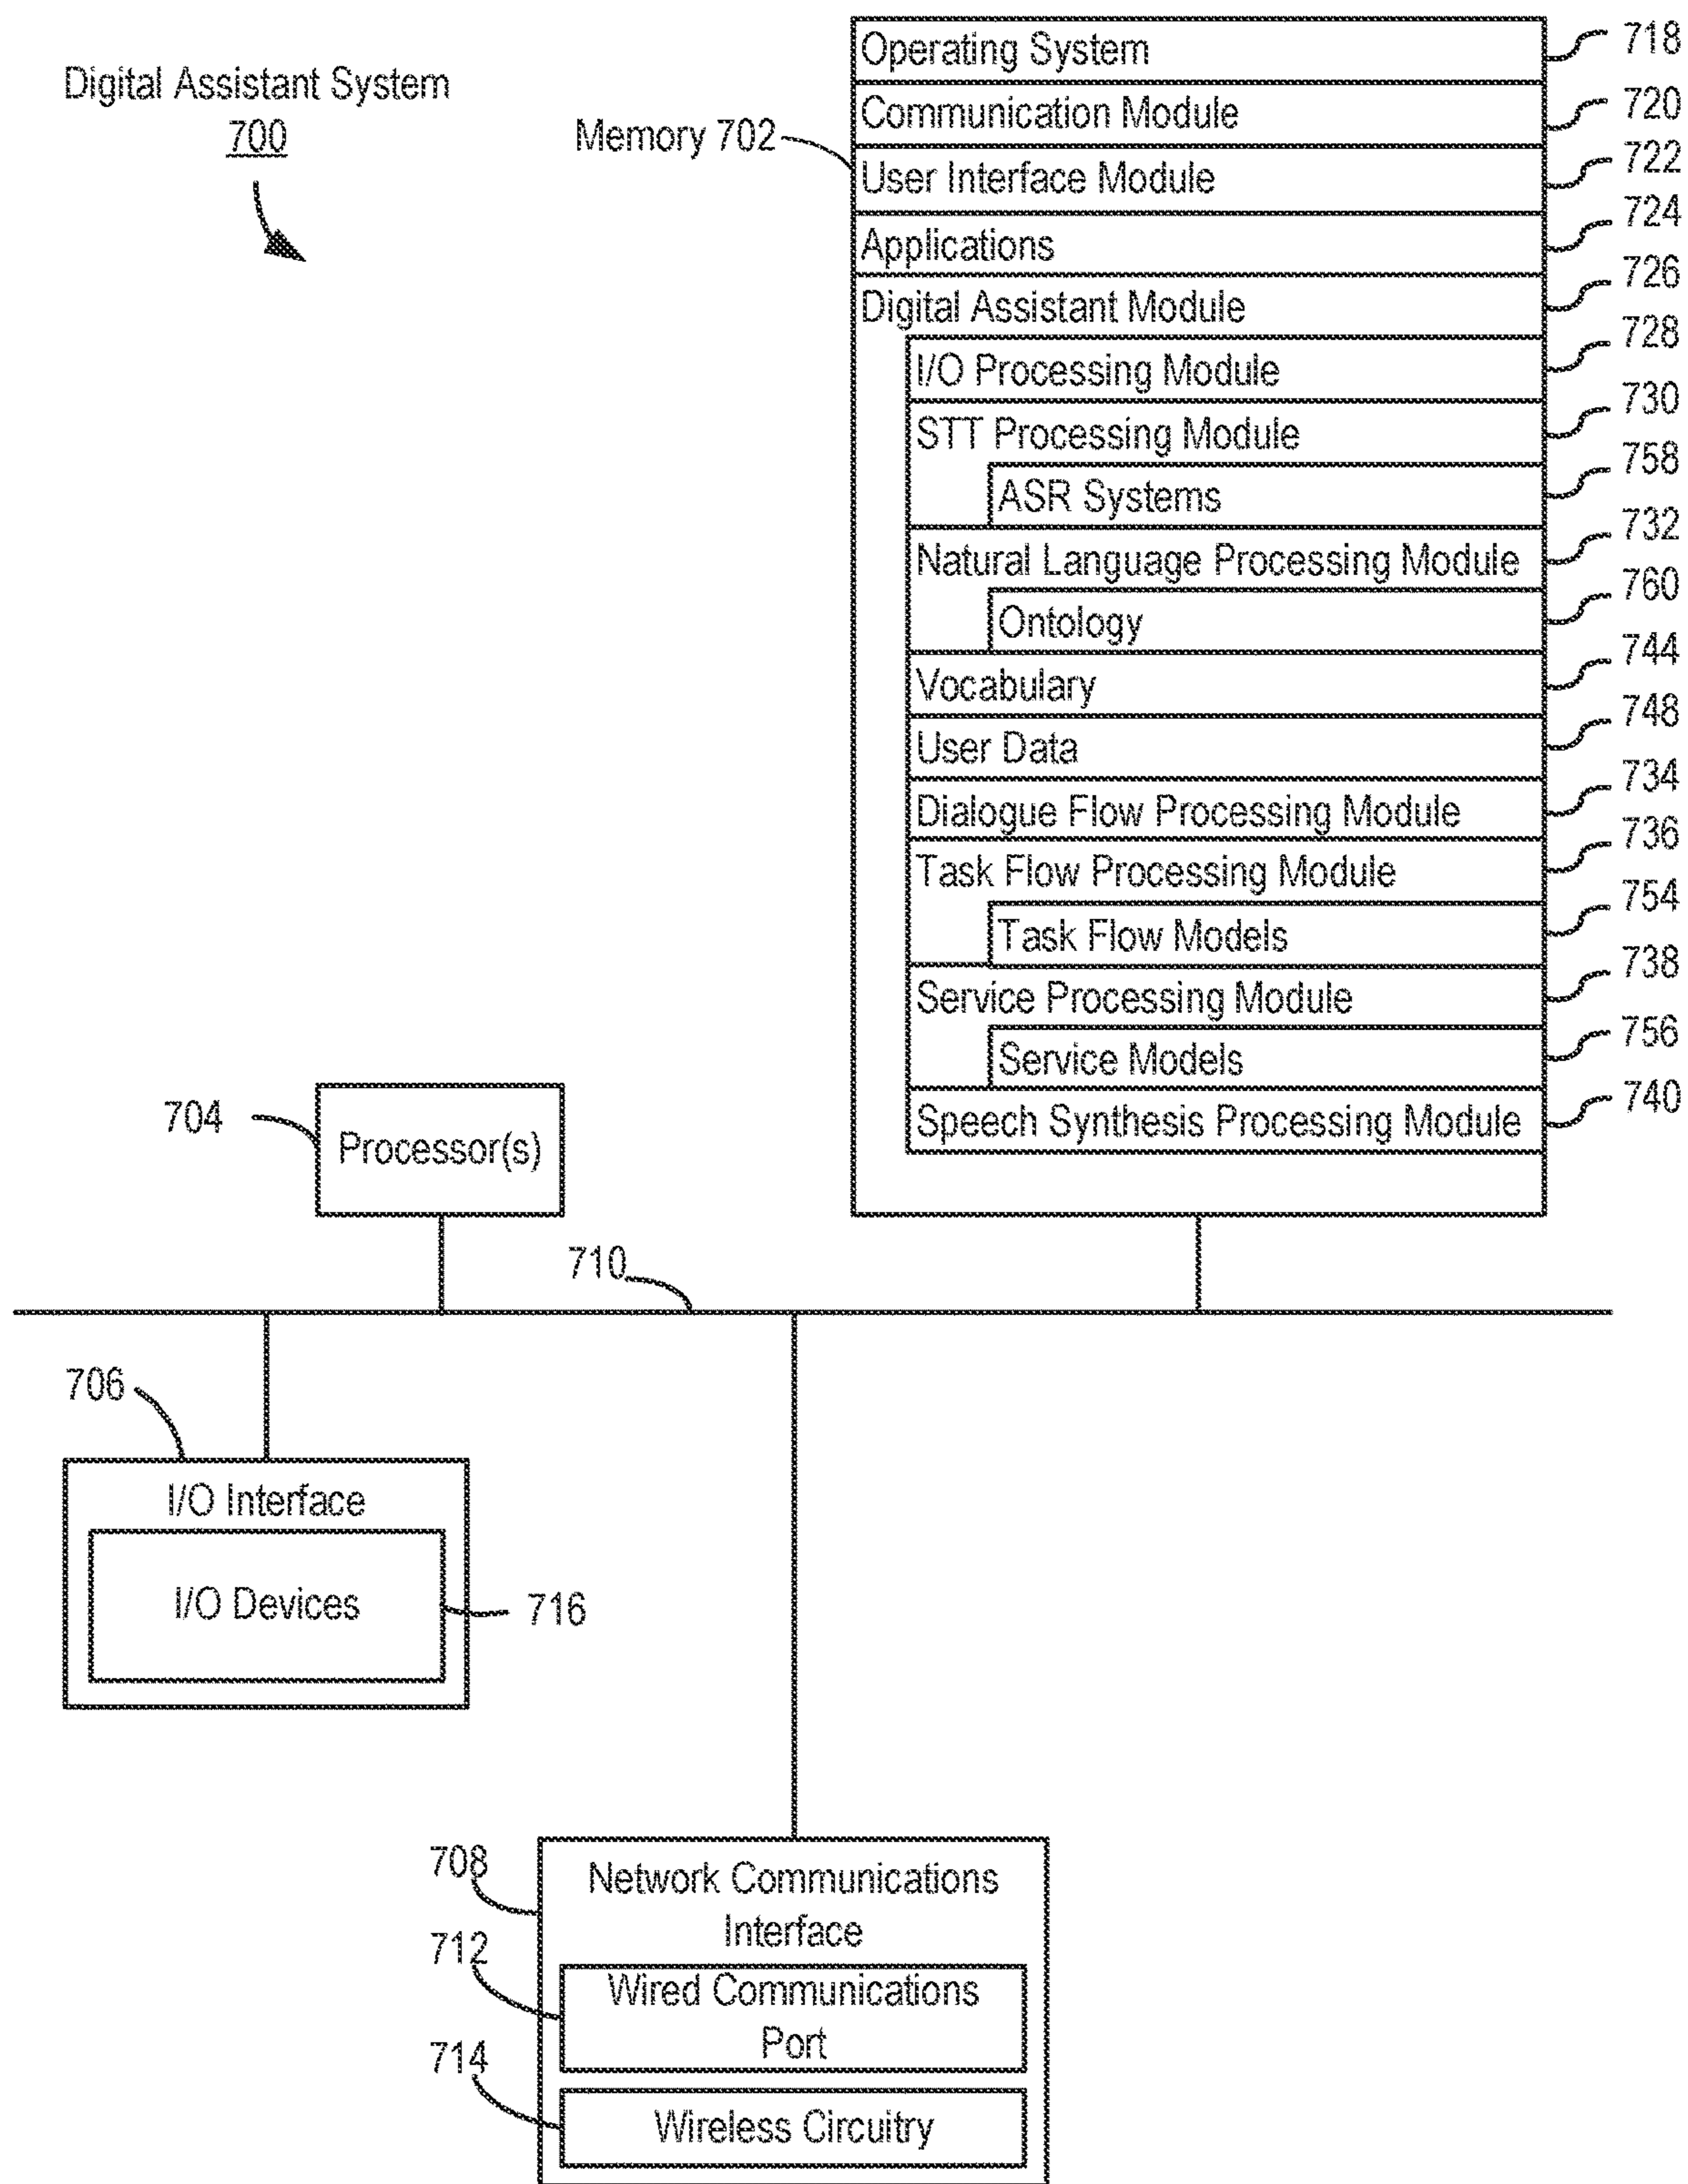 Digital Assistant System
700
Memory 702
Operating System 718
Communication Module 720
User Interface Module 722
Applications 724
Digital Assistant Module 726
I/O Processing Module 728
STT Processing Module 730
ASR Systems 758
Natural Language Processing Module 732
Ontology 760
Vocabulary 744
User Data 748
Dialogue Flow Processing Module 734
Task Flow Processing Module 736
Task Flow Models 754
Service Processing Module 738
Service Models 756
Speech Synthesis Processing Module 740
704
Processor(s)
710
706
I/O Interface
I/O Devices
716
708
Network Communications
Interface
712
Wired Communications
Port
714
Wireless Circuitry